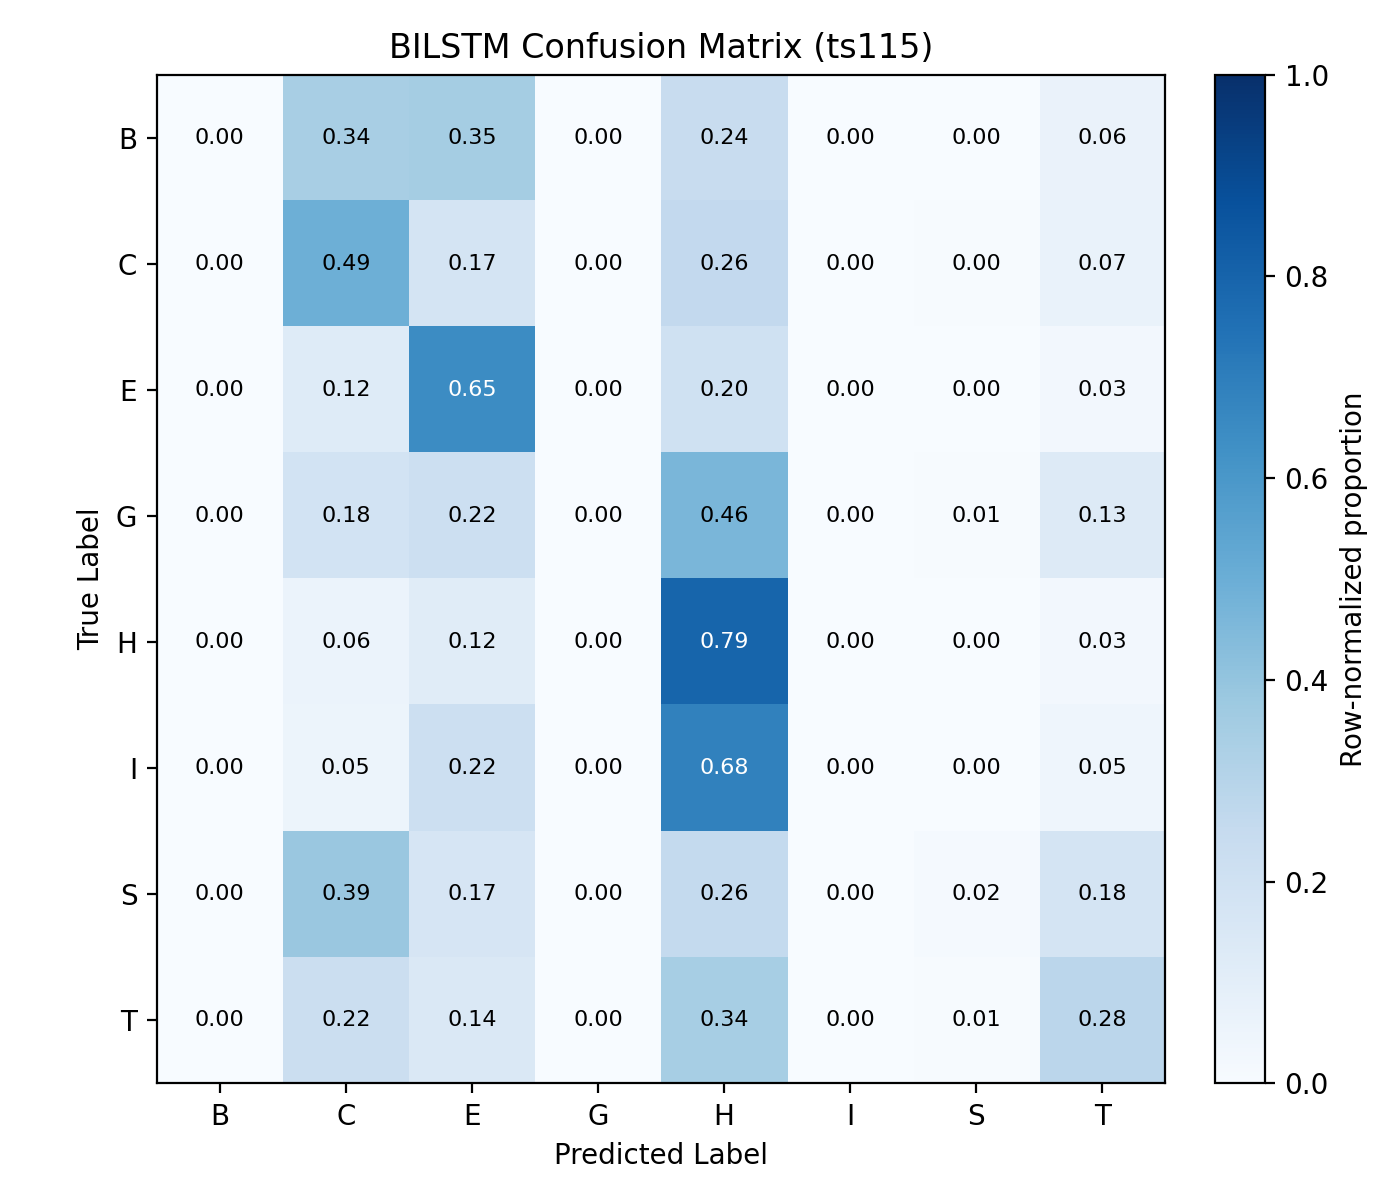 BILSTM Confusion Matrix (ts115)
B 0.00 0.34 0.35 0.00 0.24 0.00 0.00 0.06
C 0.00 0.49 0.17 0.00 0.26 0.00 0.00 0.07
E 0.00 0.12 0.65 0.00 0.20 0.00 0.00 0.03
G 0.00 0.18 0.22 0.00 0.46 0.00 0.01 0.13
H 0.00 0.06 0.12 0.00 0.79 0.00 0.00 0.03
I 0.00 0.05 0.22 0.00 0.68 0.00 0.00 0.05
S 0.00 0.39 0.17 0.00 0.26 0.00 0.02 0.18
T 0.00 0.22 0.14 0.00 0.34 0.00 0.01 0.28
B C E G H I S T
Predicted Label
True Label
1.0
0.8
0.6
0.4
0.2
0.0
Row-normalized proportion